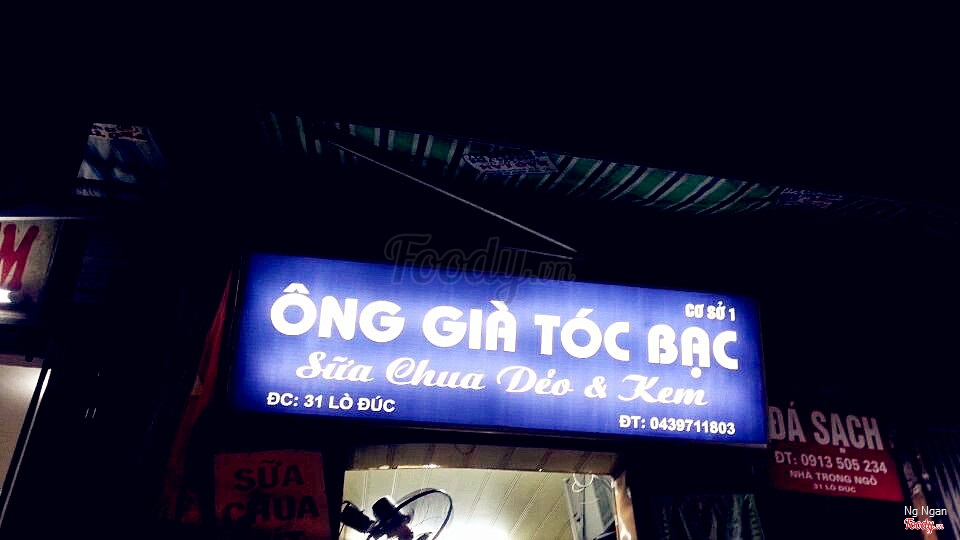 Foody.vn
M
CƠ SỞ 1
ÔNG GIÀ TÓC BẠC
Sữa Chua Dẻo & Kem
ĐC: 31 LÒ ĐÚC
ĐT: 0439711803
SỮA
CHUA
ĐÁ SẠCH
ĐT: 0913 505 234
NHÀ TRONG NGÕ
31 LÒ ĐÚC
Ng Ngan
Foody.vn